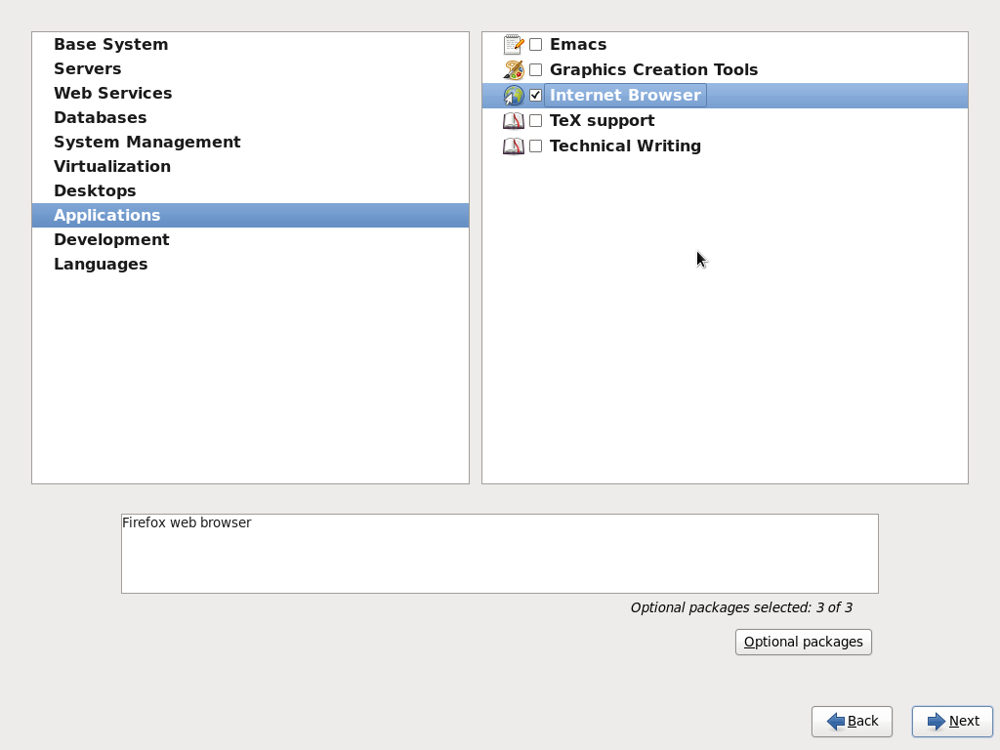 Base System
Servers
Web Services
Databases
System Management
Virtualization
Desktops
Applications
Development
Languages
Emacs
Graphics Creation Tools
Internet Browser
TeX support
Technical Writing
Firefox web browser
Optional packages selected: 3 of 3
Optional packages
Back
Next